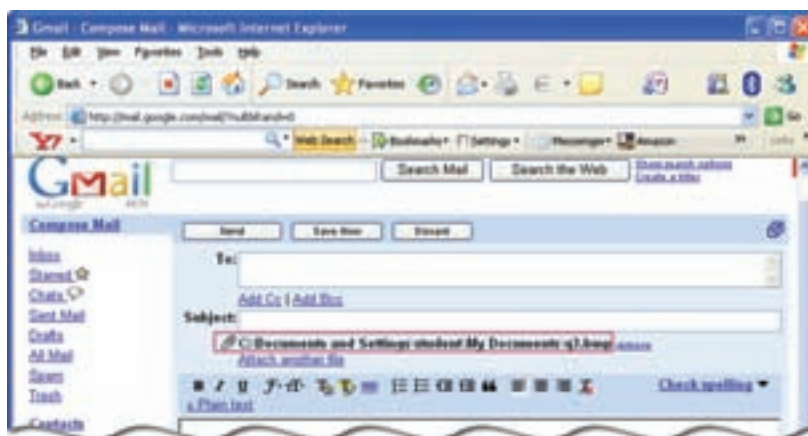 Gmail - Compose Mail - Microsoft Internet Explorer
File Edit View Favorites Tools Help
Back Search Favorites
Address http://mail.google.com/mail/
Y7 Web Search Bookmarks Settings Messenger Amazon
Gmail Search Mail Search the Web Show search options
by Google BETA Create a filter
Compose Mail Send Save Now Discard
To:
Inbox
Starred
Chats Add Cc | Add Bcc
Sent Mail Subject:
Drafts C:\Documents and Settings\student\My Documents\q3.bmp remove
All Mail Attach another file
Spam
Trash B I U Check spelling
« Plain text
Contacts